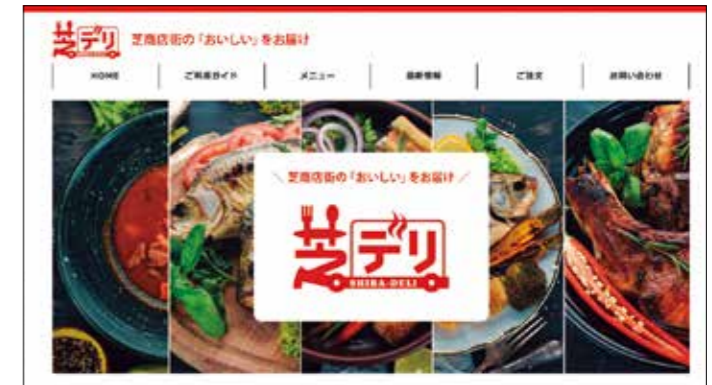 芝デリ
芝商店街の「おいしい」をお届け
HOME
ご利用ガイド
メニュー
最新情報
ご注文
お問い合わせ
＼ 芝商店街の「おいしい」をお届け ／
芝デリ
SHIBA-DELI